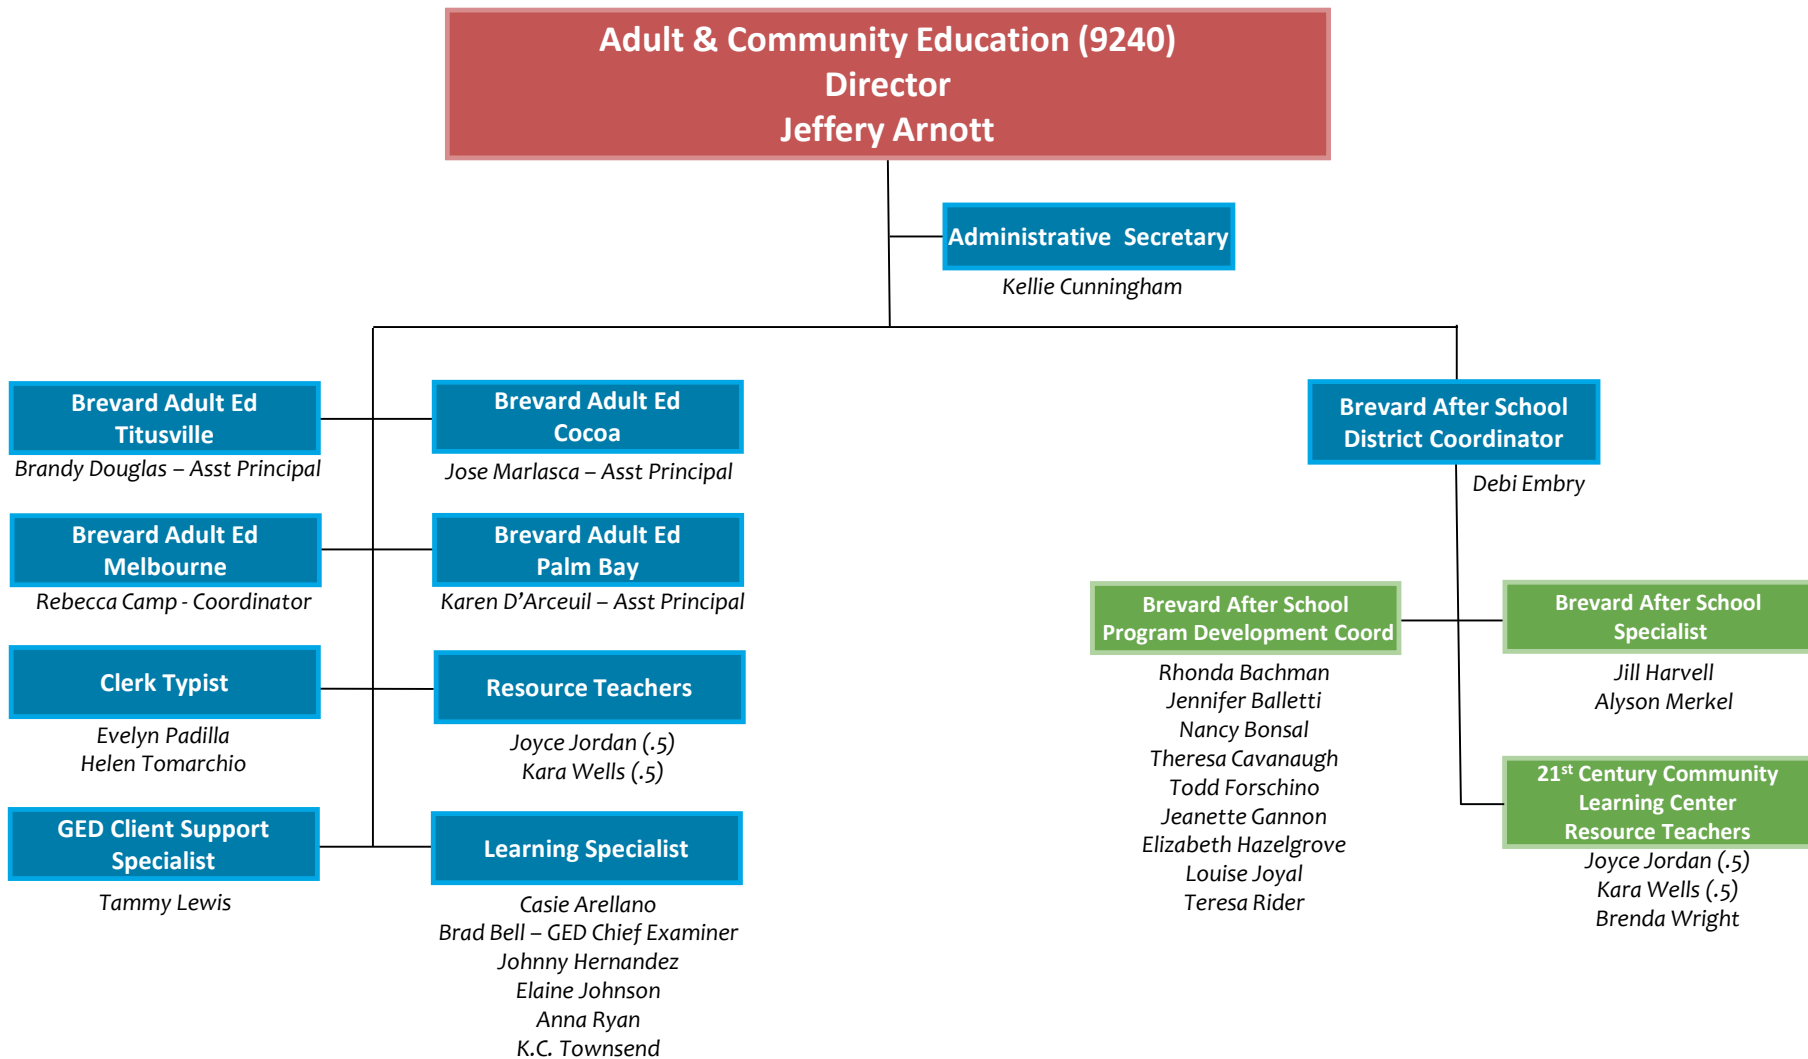 Adult & Community Education (9240)
Director
Jeffery Arnott
Administrative Secretary
Kellie Cunningham
Brevard Adult Ed
Titusville
Brandy Douglas – Asst Principal
Brevard Adult Ed
Cocoa
Jose Marlasca – Asst Principal
Brevard Adult Ed
Melbourne
Rebecca Camp - Coordinator
Brevard Adult Ed
Palm Bay
Karen D’Arceuil – Asst Principal
Clerk Typist
Evelyn Padilla
Helen Tomarchio
Resource Teachers
Joyce Jordan (.5)
Kara Wells (.5)
GED Client Support
Specialist
Tammy Lewis
Learning Specialist
Casie Arellano
Brad Bell – GED Chief Examiner
Johnny Hernandez
Elaine Johnson
Anna Ryan
K.C. Townsend
Brevard After School
District Coordinator
Debi Embry
Brevard After School
Program Development Coord
Rhonda Bachman
Jennifer Balletti
Nancy Bonsal
Theresa Cavanaugh
Todd Forschino
Jeanette Gannon
Elizabeth Hazelgrove
Louise Joyal
Teresa Rider
Brevard After School
Specialist
Jill Harvell
Alyson Merkel
21st Century Community
Learning Center
Resource Teachers
Joyce Jordan (.5)
Kara Wells (.5)
Brenda Wright